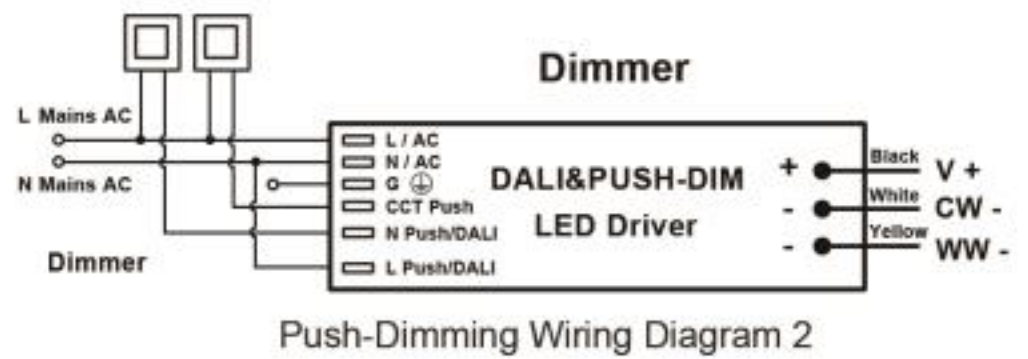 Dimmer
L Mains AC
N Mains AC
Dimmer
L / AC
N / AC
G
CCT Push
N Push/DALI
L Push/DALI
DALI&PUSH-DIM
LED Driver
+
-
-
Black
White
Yellow
V +
CW -
WW -
Push-Dimming Wiring Diagram 2